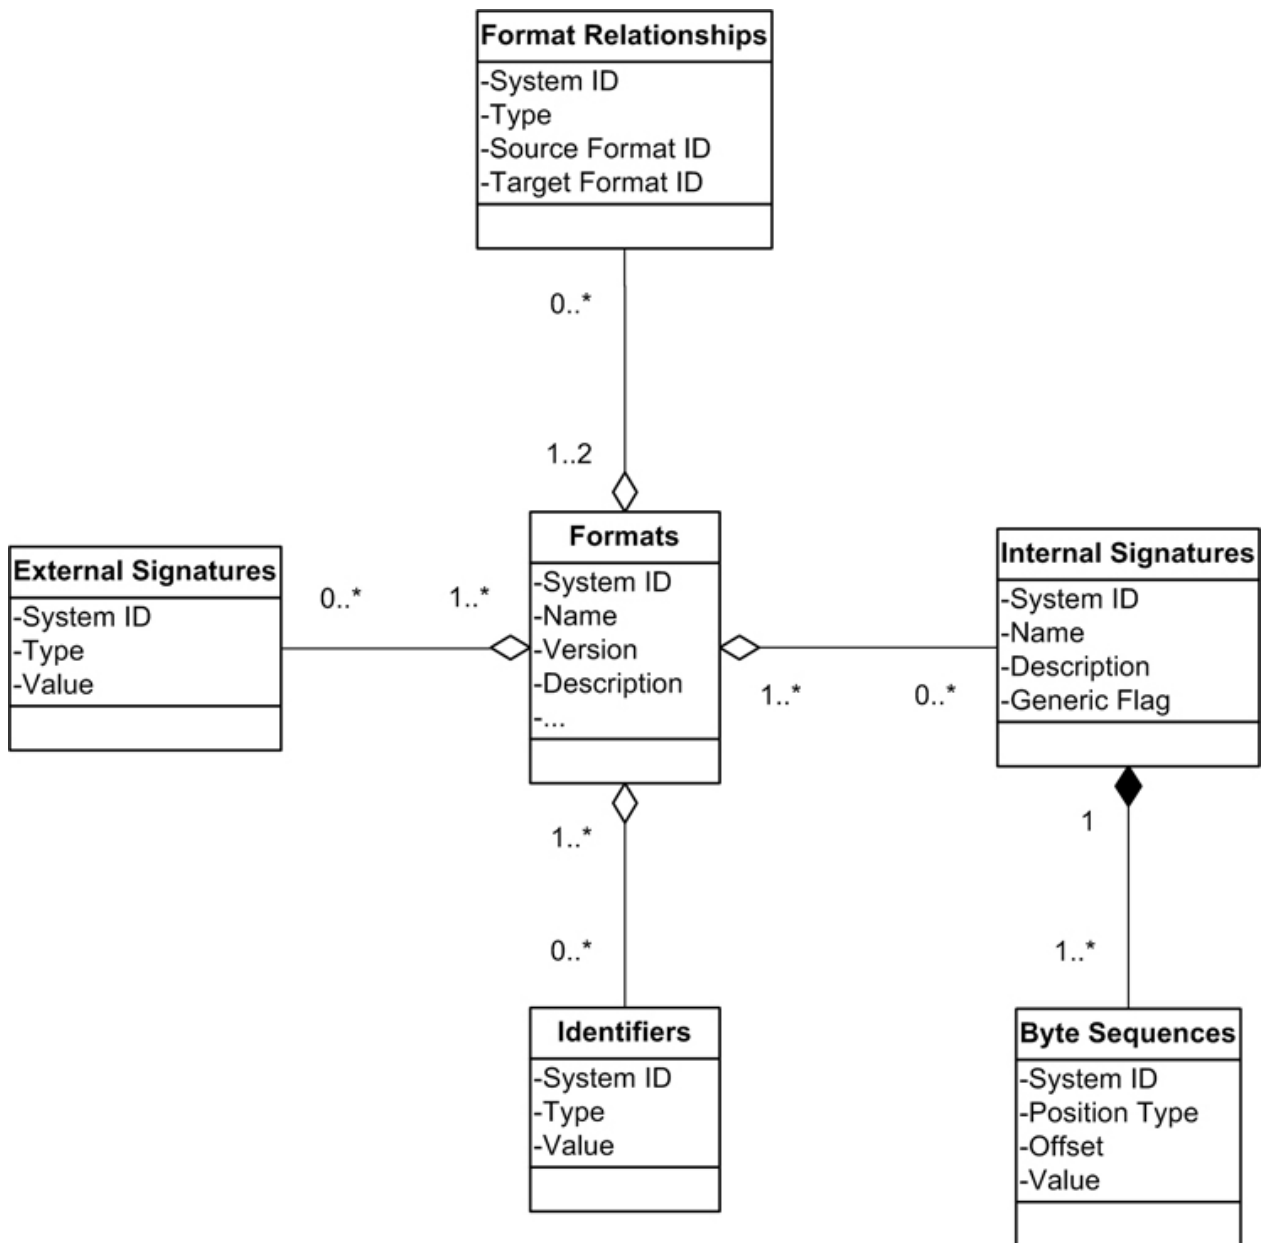 Format Relationships
-System ID
-Type
-Source Format ID
-Target Format ID
0..*
1..2
External Signatures
-System ID
-Type
-Value
0..*
1..*
Formats
-System ID
-Name
-Version
-Description
-...
1..*
0..*
Internal Signatures
-System ID
-Name
-Description
-Generic Flag
1..*
0..*
Identifiers
-System ID
-Type
-Value
1
1..*
Byte Sequences
-System ID
-Position Type
-Offset
-Value